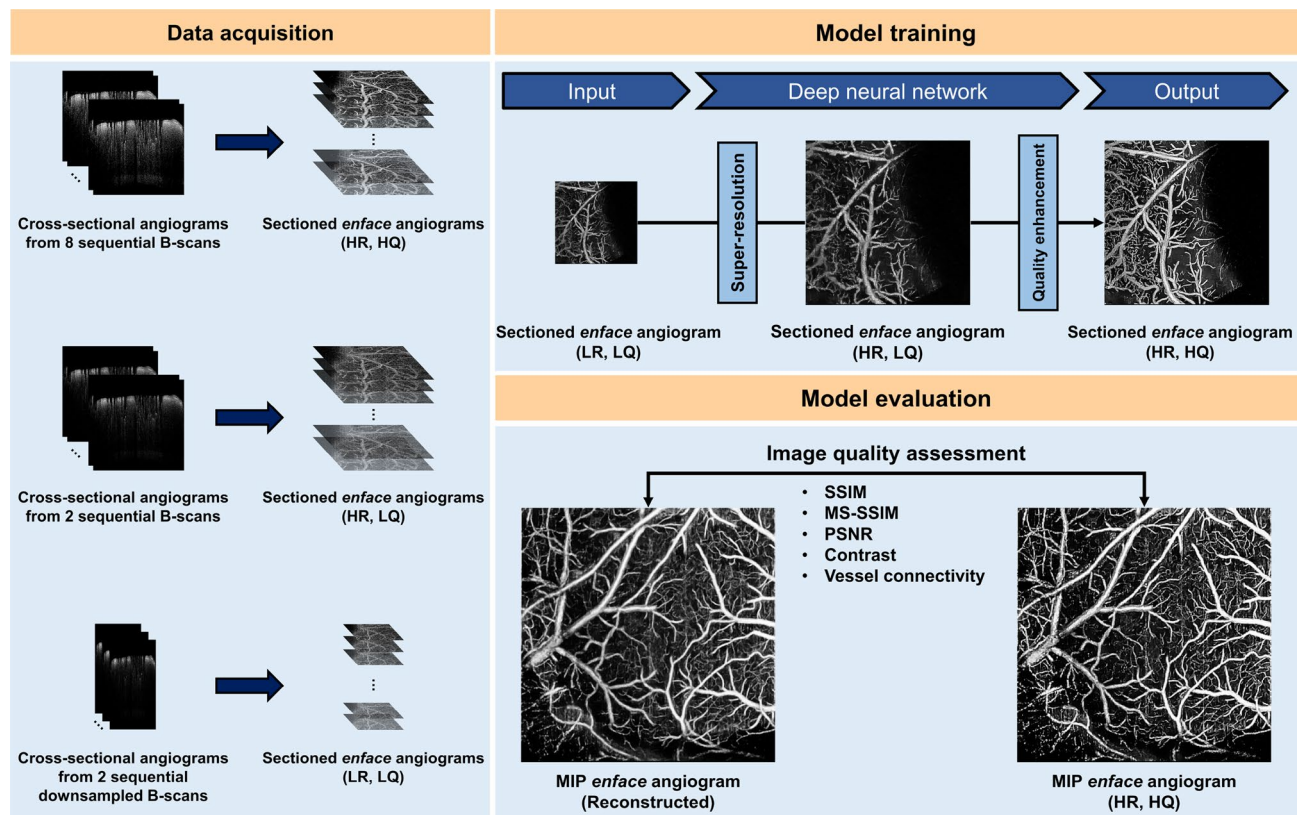 Data acquisition
Cross-sectional angiograms
from 8 sequential B-scans
Sectioned enface angiograms
(HR, HQ)
Cross-sectional angiograms
from 2 sequential B-scans
Sectioned enface angiograms
(HR, LQ)
Cross-sectional angiograms
from 2 sequential
downsampled B-scans
Sectioned enface angiograms
(LR, LQ)
Model training
Input
Deep neural network
Output
Super-resolution
Quality enhancement
Sectioned enface angiogram
(LR, LQ)
Sectioned enface angiogram
(HR, LQ)
Sectioned enface angiogram
(HR, HQ)
Model evaluation
Image quality assessment
• SSIM
• MS-SSIM
• PSNR
• Contrast
• Vessel connectivity
MIP enface angiogram
(Reconstructed)
MIP enface angiogram
(HR, HQ)